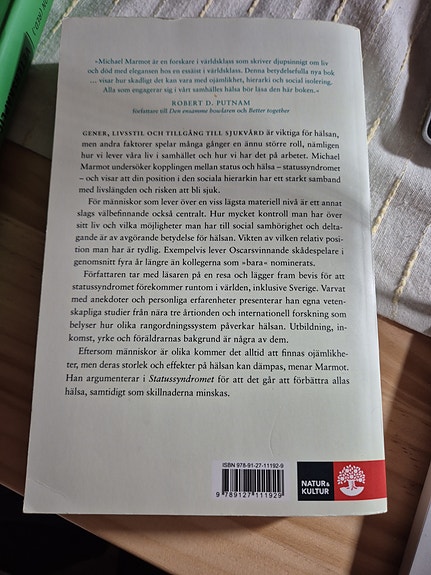 »Michael Marmot är en forskare i världsklass som skriver djupsinnigt om liv
och död med elegansen hos en essäist i världsklass. Denna betydelsefulla nya bok
... visar hur skadligt det kan vara med ojämlikhet, hierarki och social isolering.
Alla som engagerar sig i vårt samhälles hälsa bör läsa den här boken.»
ROBERT D. PUTNAM
författare till Den ensamme bowlaren och Better together
GENER, LIVSSTIL OCH TILLGÅNG TILL SJUKVÅRD är viktiga för hälsan,
men andra faktorer spelar många gånger en ännu större roll, nämligen
hur vi lever våra liv i samhället och hur vi har det på arbetet. Michael
Marmot undersöker kopplingen mellan status och hälsa – statussyndromet
– och visar att din position i den sociala hierarkin har ett starkt samband
med livslängden och risken att bli sjuk.
För människor som lever över en viss lägsta materiell nivå är ett annat
slags välbefinnande också centralt. Hur mycket kontroll man har över
sitt liv och vilka möjligheter man har till social samhörighet och delta-
gande är av avgörande betydelse för hälsan. Vikten av vilken relativ posi-
tion man har är tydlig. Exempelvis lever Oscarsvinnande skådespelare i
genomsnitt fyra år längre än kollegerna som »bara» nominerats.
Författaren tar med läsaren på en resa och lägger fram bevis för att
statussyndromet förekommer runtom i världen, inklusive Sverige. Varvat
med anekdoter och personliga erfarenheter presenterar han egna veten-
skapliga studier från nära tre årtionden och internationell forskning som
belyser hur olika rangordningssystem påverkar hälsan. Utbildning, in-
komst, yrke och föräldrarnas bakgrund är några av dem.
Eftersom människor är olika kommer det alltid att finnas ojämlikhe-
ter, men deras storlek och effekter på hälsan kan dämpas, menar Marmot.
Han argumenterar i Statussyndromet för att det går att förbättra allas
hälsa, samtidigt som skillnaderna minskas.
ISBN 978-91-27-11192-9
9 789127 111929
NATUR &
KULTUR